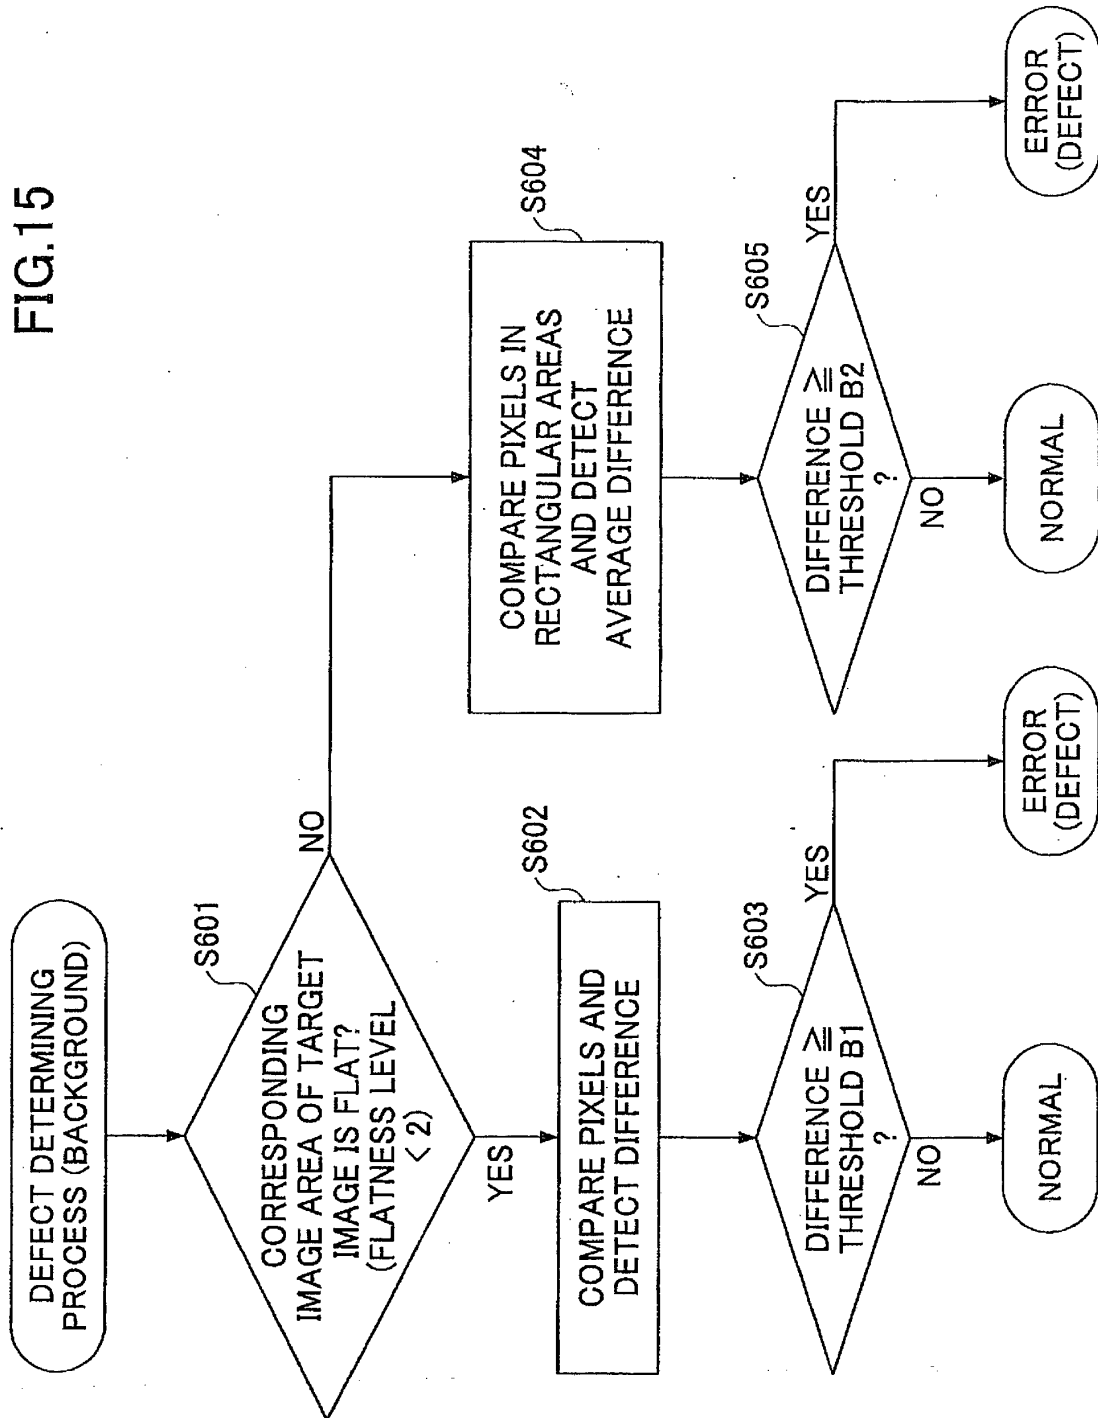 FIG.15
DEFECT DETERMINING
PROCESS (BACKGROUND)
S601
CORRESPONDING
IMAGE AREA OF TARGET
IMAGE IS FLAT?
(FLATNESS LEVEL
< 2)
NO
YES
S602
COMPARE PIXELS AND
DETECT DIFFERENCE
S603
DIFFERENCE ≧
THRESHOLD B1
?
YES
NO
NORMAL
ERROR
(DEFECT)
S604
COMPARE PIXELS IN
RECTANGULAR AREAS
AND DETECT
AVERAGE DIFFERENCE
S605
DIFFERENCE ≧
THRESHOLD B2
?
YES
NO
NORMAL
ERROR
(DEFECT)